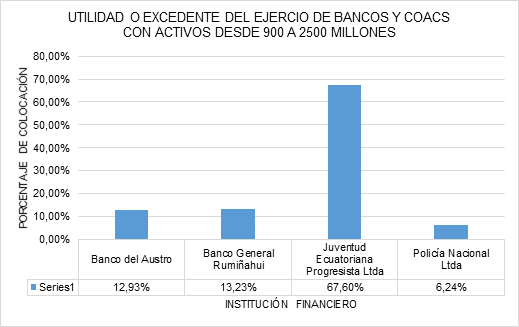 UTILIDAD O EXCEDENTE DEL EJERCIO DE BANCOS Y COACS
CON ACTIVOS DESDE 900 A 2500 MILLONES
PORCENTAJE DE COLOCACIÓN
80,00%
70,00%
60,00%
50,00%
40,00%
30,00%
20,00%
10,00%
0,00%
Banco del Austro
Banco General
Rumiñahui
Juventud
Ecuatoriana
Progresista Ltda
Policía Nacional
Ltda
Series1 12,93% 13,23% 67,60% 6,24%
INSTITUCIÓN FINANCIERO